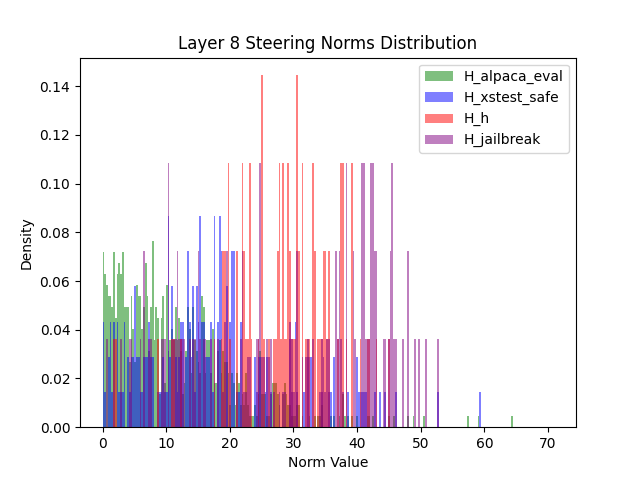 Layer 8 Steering Norms Distribution
H_alpaca_eval
H_xstest_safe
H_h
H_jailbreak
Density
0.14
0.12
0.10
0.08
0.06
0.04
0.02
0.00
0 10 20 30 40 50 60 70
Norm Value